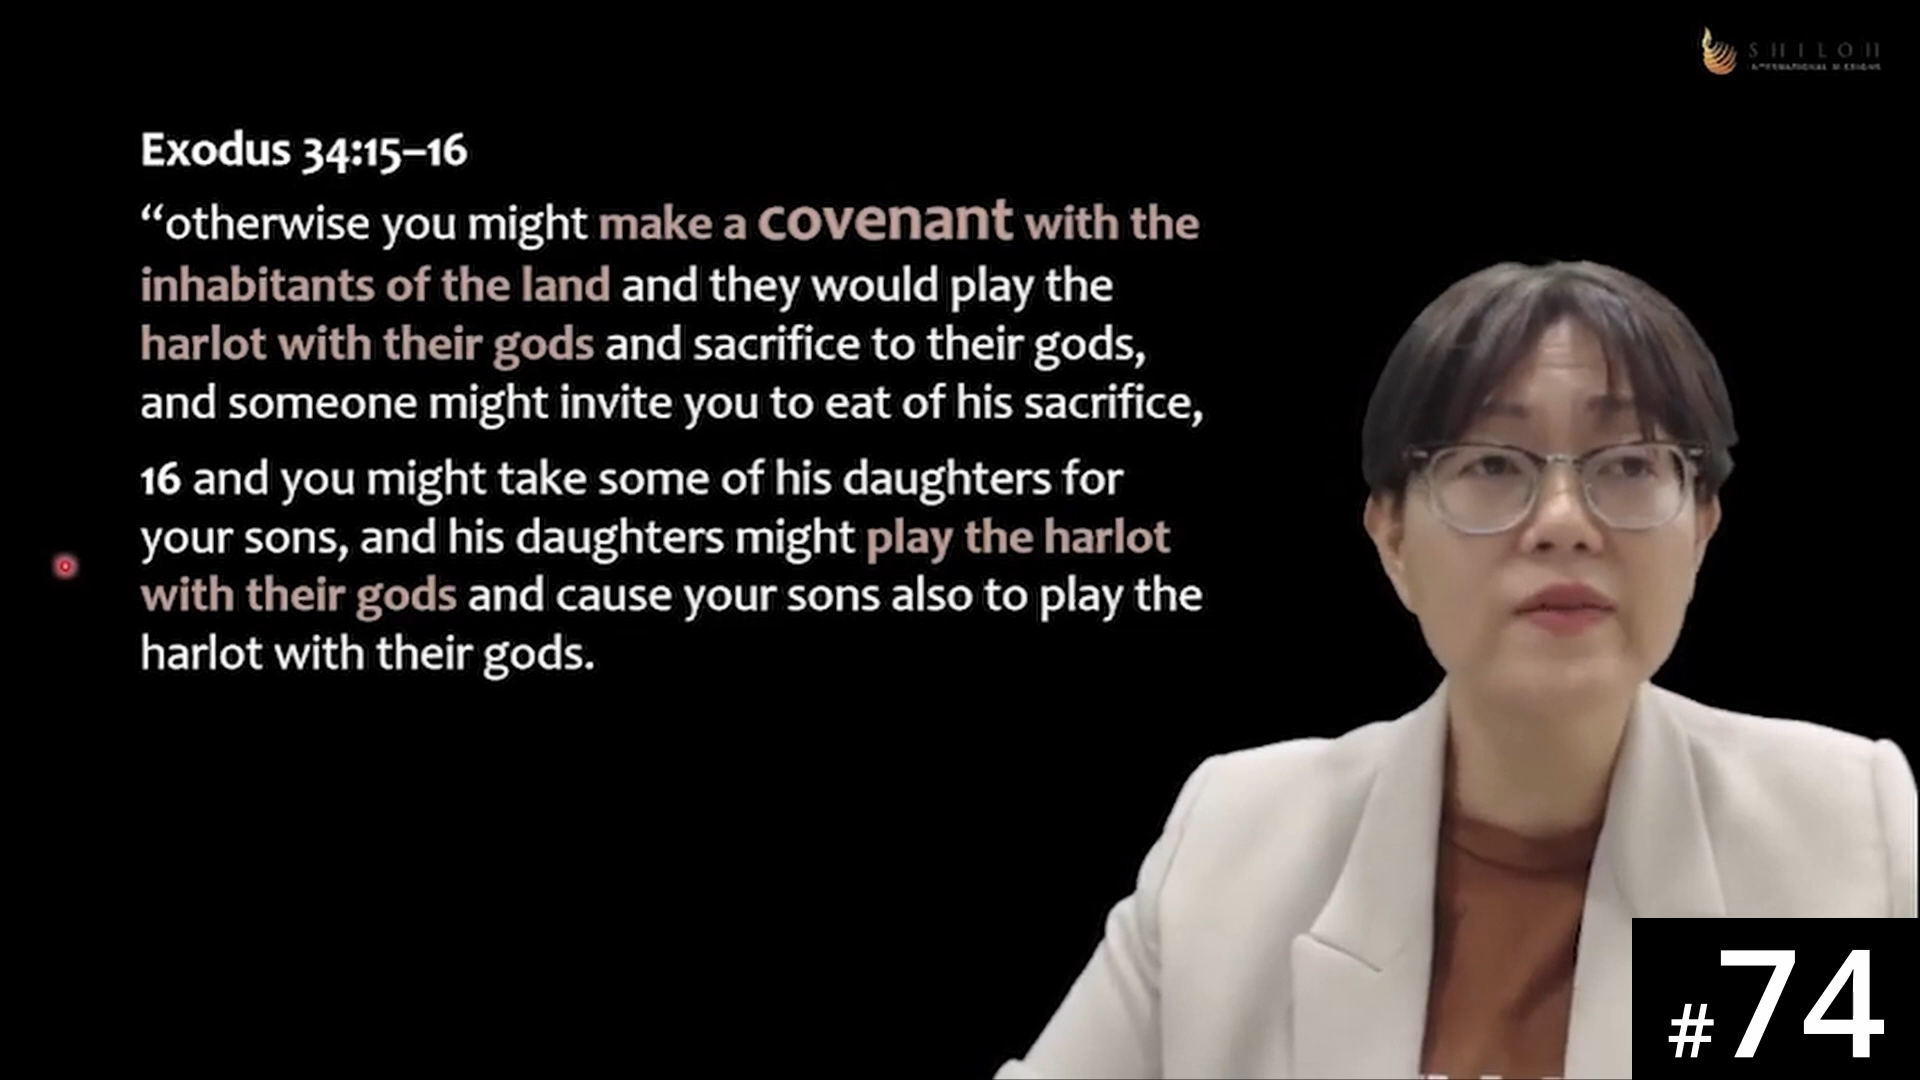 SHILOH
INTERNATIONAL MISSIONS
Exodus 34:15–16
“otherwise you might make a covenant with the
inhabitants of the land and they would play the
harlot with their gods and sacrifice to their gods,
and someone might invite you to eat of his sacrifice,
16 and you might take some of his daughters for
your sons, and his daughters might play the harlot
with their gods and cause your sons also to play the
harlot with their gods.
#74